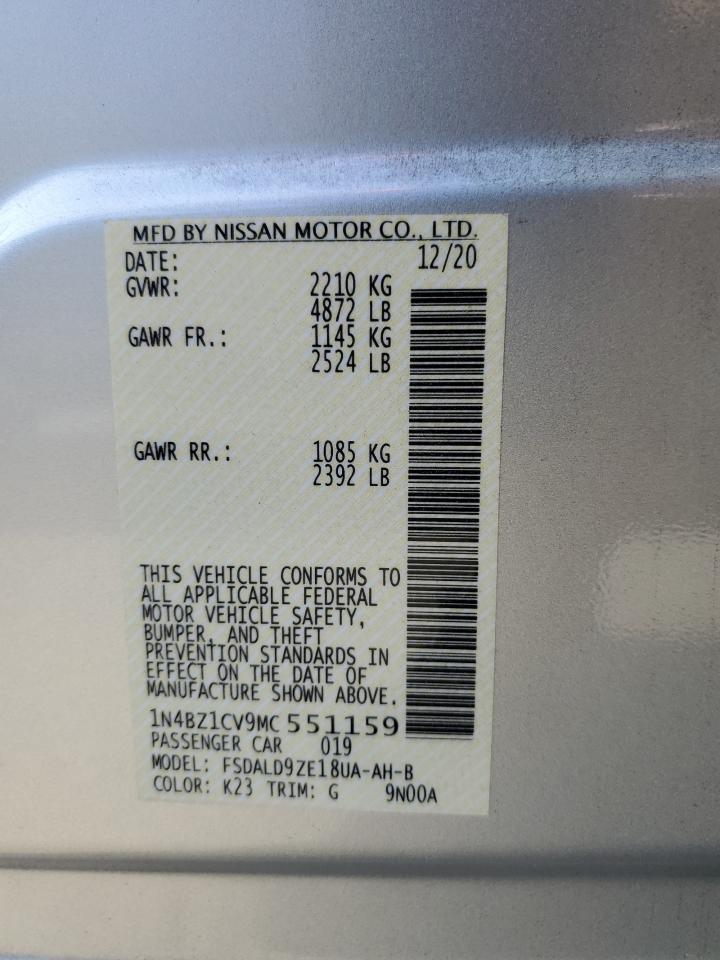 MFD BY NISSAN MOTOR CO., LTD.
DATE: 12/20
GVWR: 2210 KG
4872 LB
GAWR FR.: 1145 KG
2524 LB
GAWR RR.: 1085 KG
2392 LB
THIS VEHICLE CONFORMS TO
ALL APPLICABLE FEDERAL
MOTOR VEHICLE SAFETY,
BUMPER, AND THEFT
PREVENTION STANDARDS IN
EFFECT ON THE DATE OF
MANUFACTURE SHOWN ABOVE.
1N4BZ1CV9MC 551159
PASSENGER CAR 019
MODEL: FSDALD9ZE18UA-AH-B
COLOR: K23 TRIM: G 9N00A